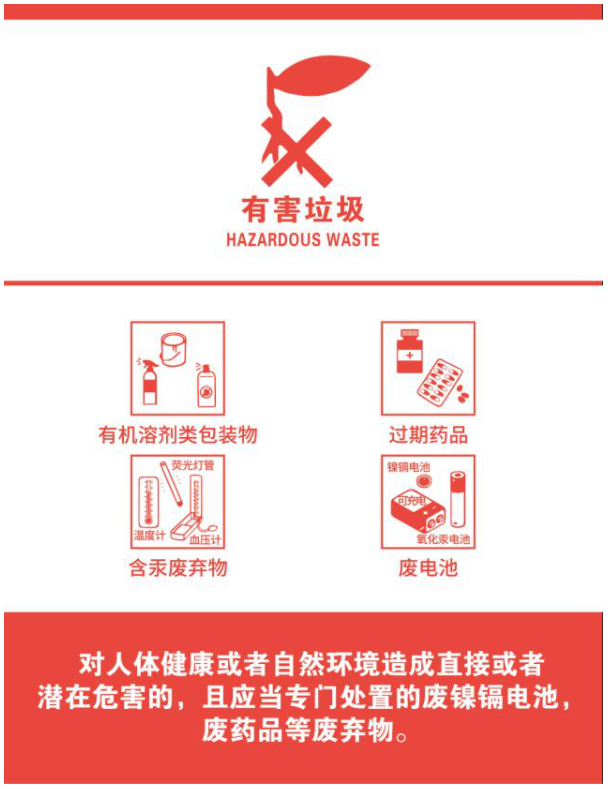 有害垃圾
HAZARDOUS WASTE
有机溶剂类包装物
过期药品
荧光灯管
温度计
血压计
含汞废弃物
镍镉电池
可充电
氧化汞电池
废电池
对人体健康或者自然环境造成直接或者
潜在危害的，且应当专门处置的废镍镉电池，
废药品等废弃物。